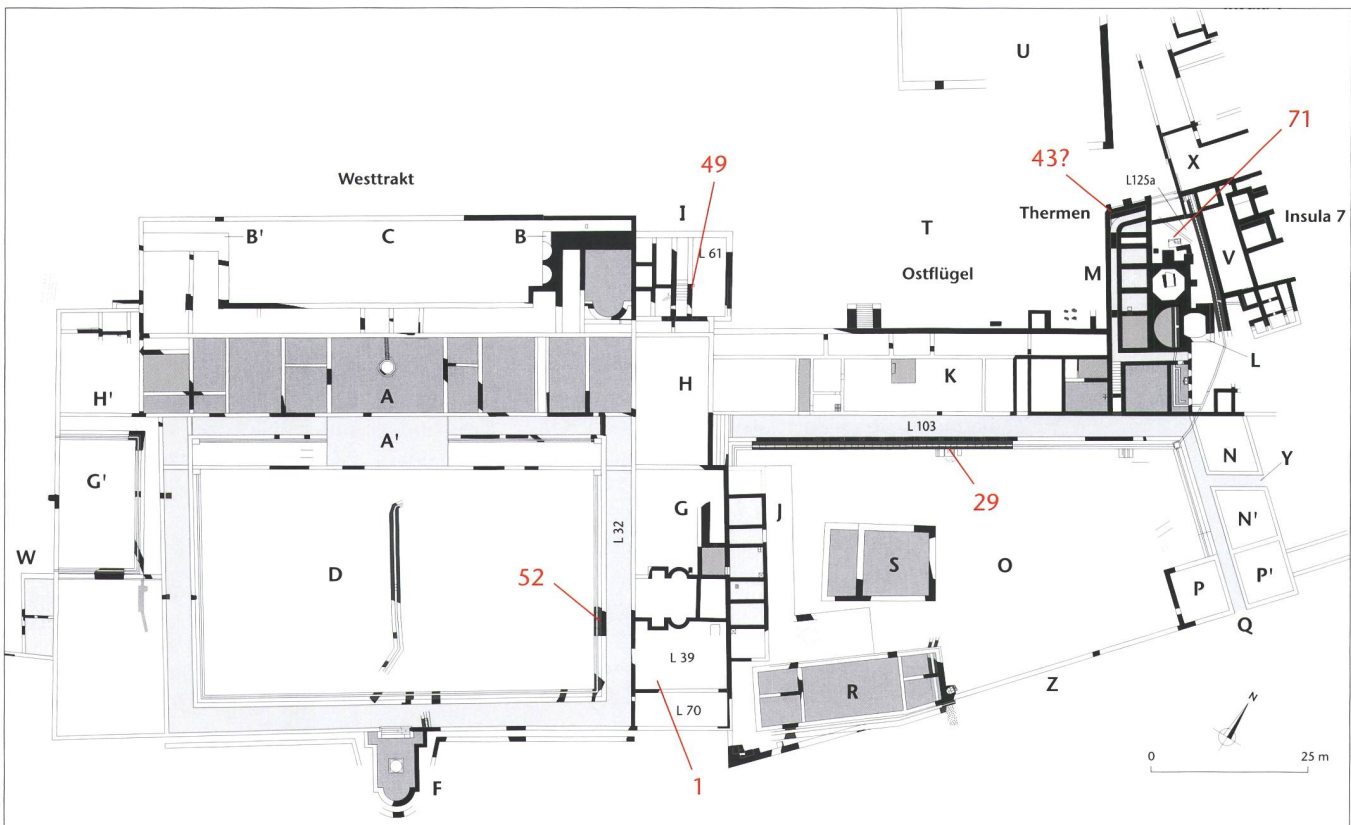 U
71
43?
X
49
L125a
Westtrakt
I
Thermen
Insula 7
T
B'
C
B
L 61
V
M
Ostflügel
L
K
H'
A
H
L 103
A'
N
Y
G'
29
G
J
N'
L 32
W
S
O
D
P
P'
52
Q
L 39
R
Z
L 70
N
0
25 m
1
F